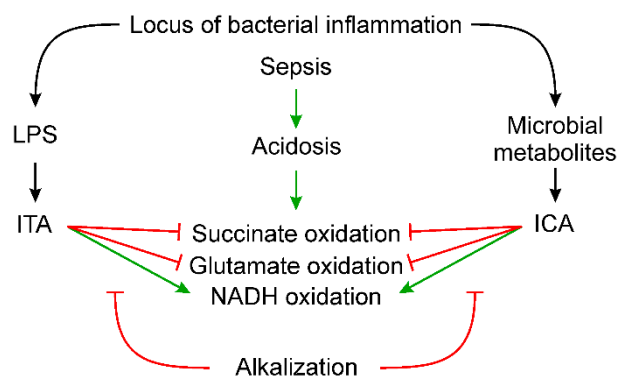 Locus of bacterial inflammation
Sepsis
LPS
Acidosis
Microbial
metabolites
ITA
ICA
Succinate oxidation
Glutamate oxidation
NADH oxidation
Alkalization